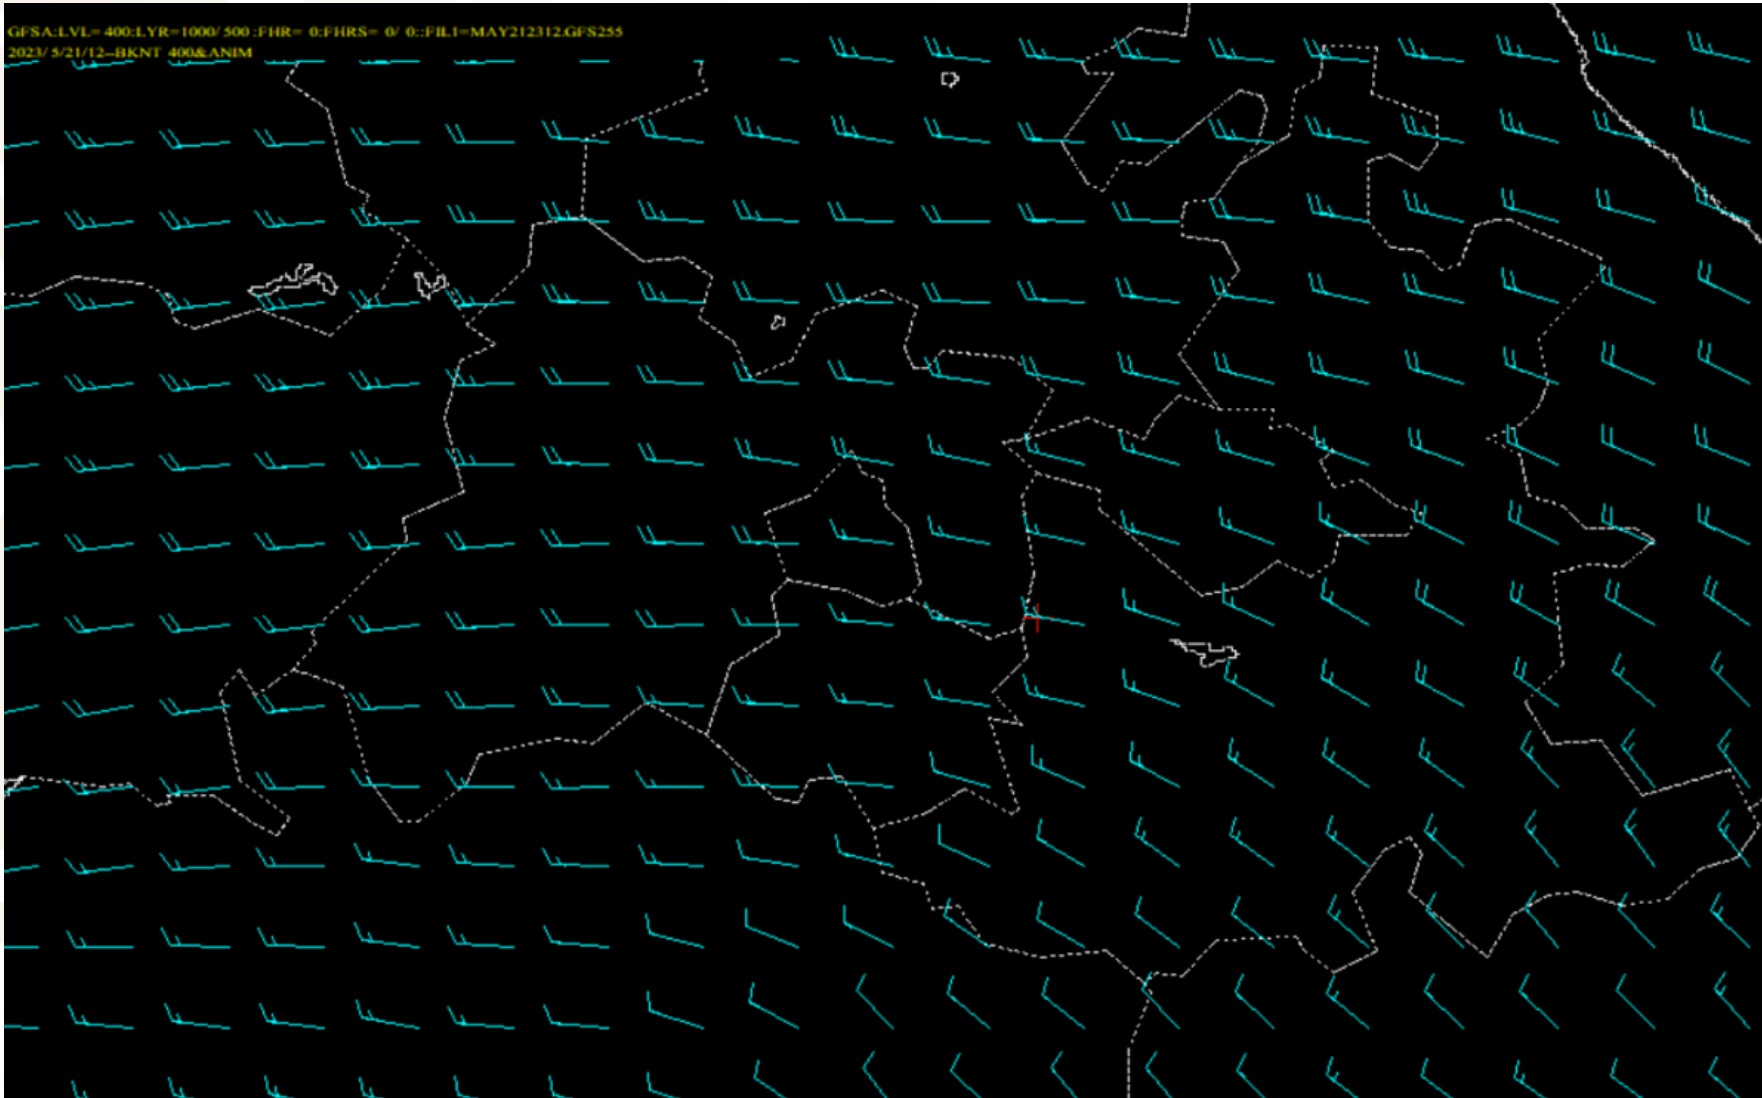 GFSA:LVL= 400:LYR=1000/ 500 :FHR= 0:FHRS= 0/ 0::FIL1=MAY212312.GFS255
2023/ 5/21/12--BKNT 400&ANIM